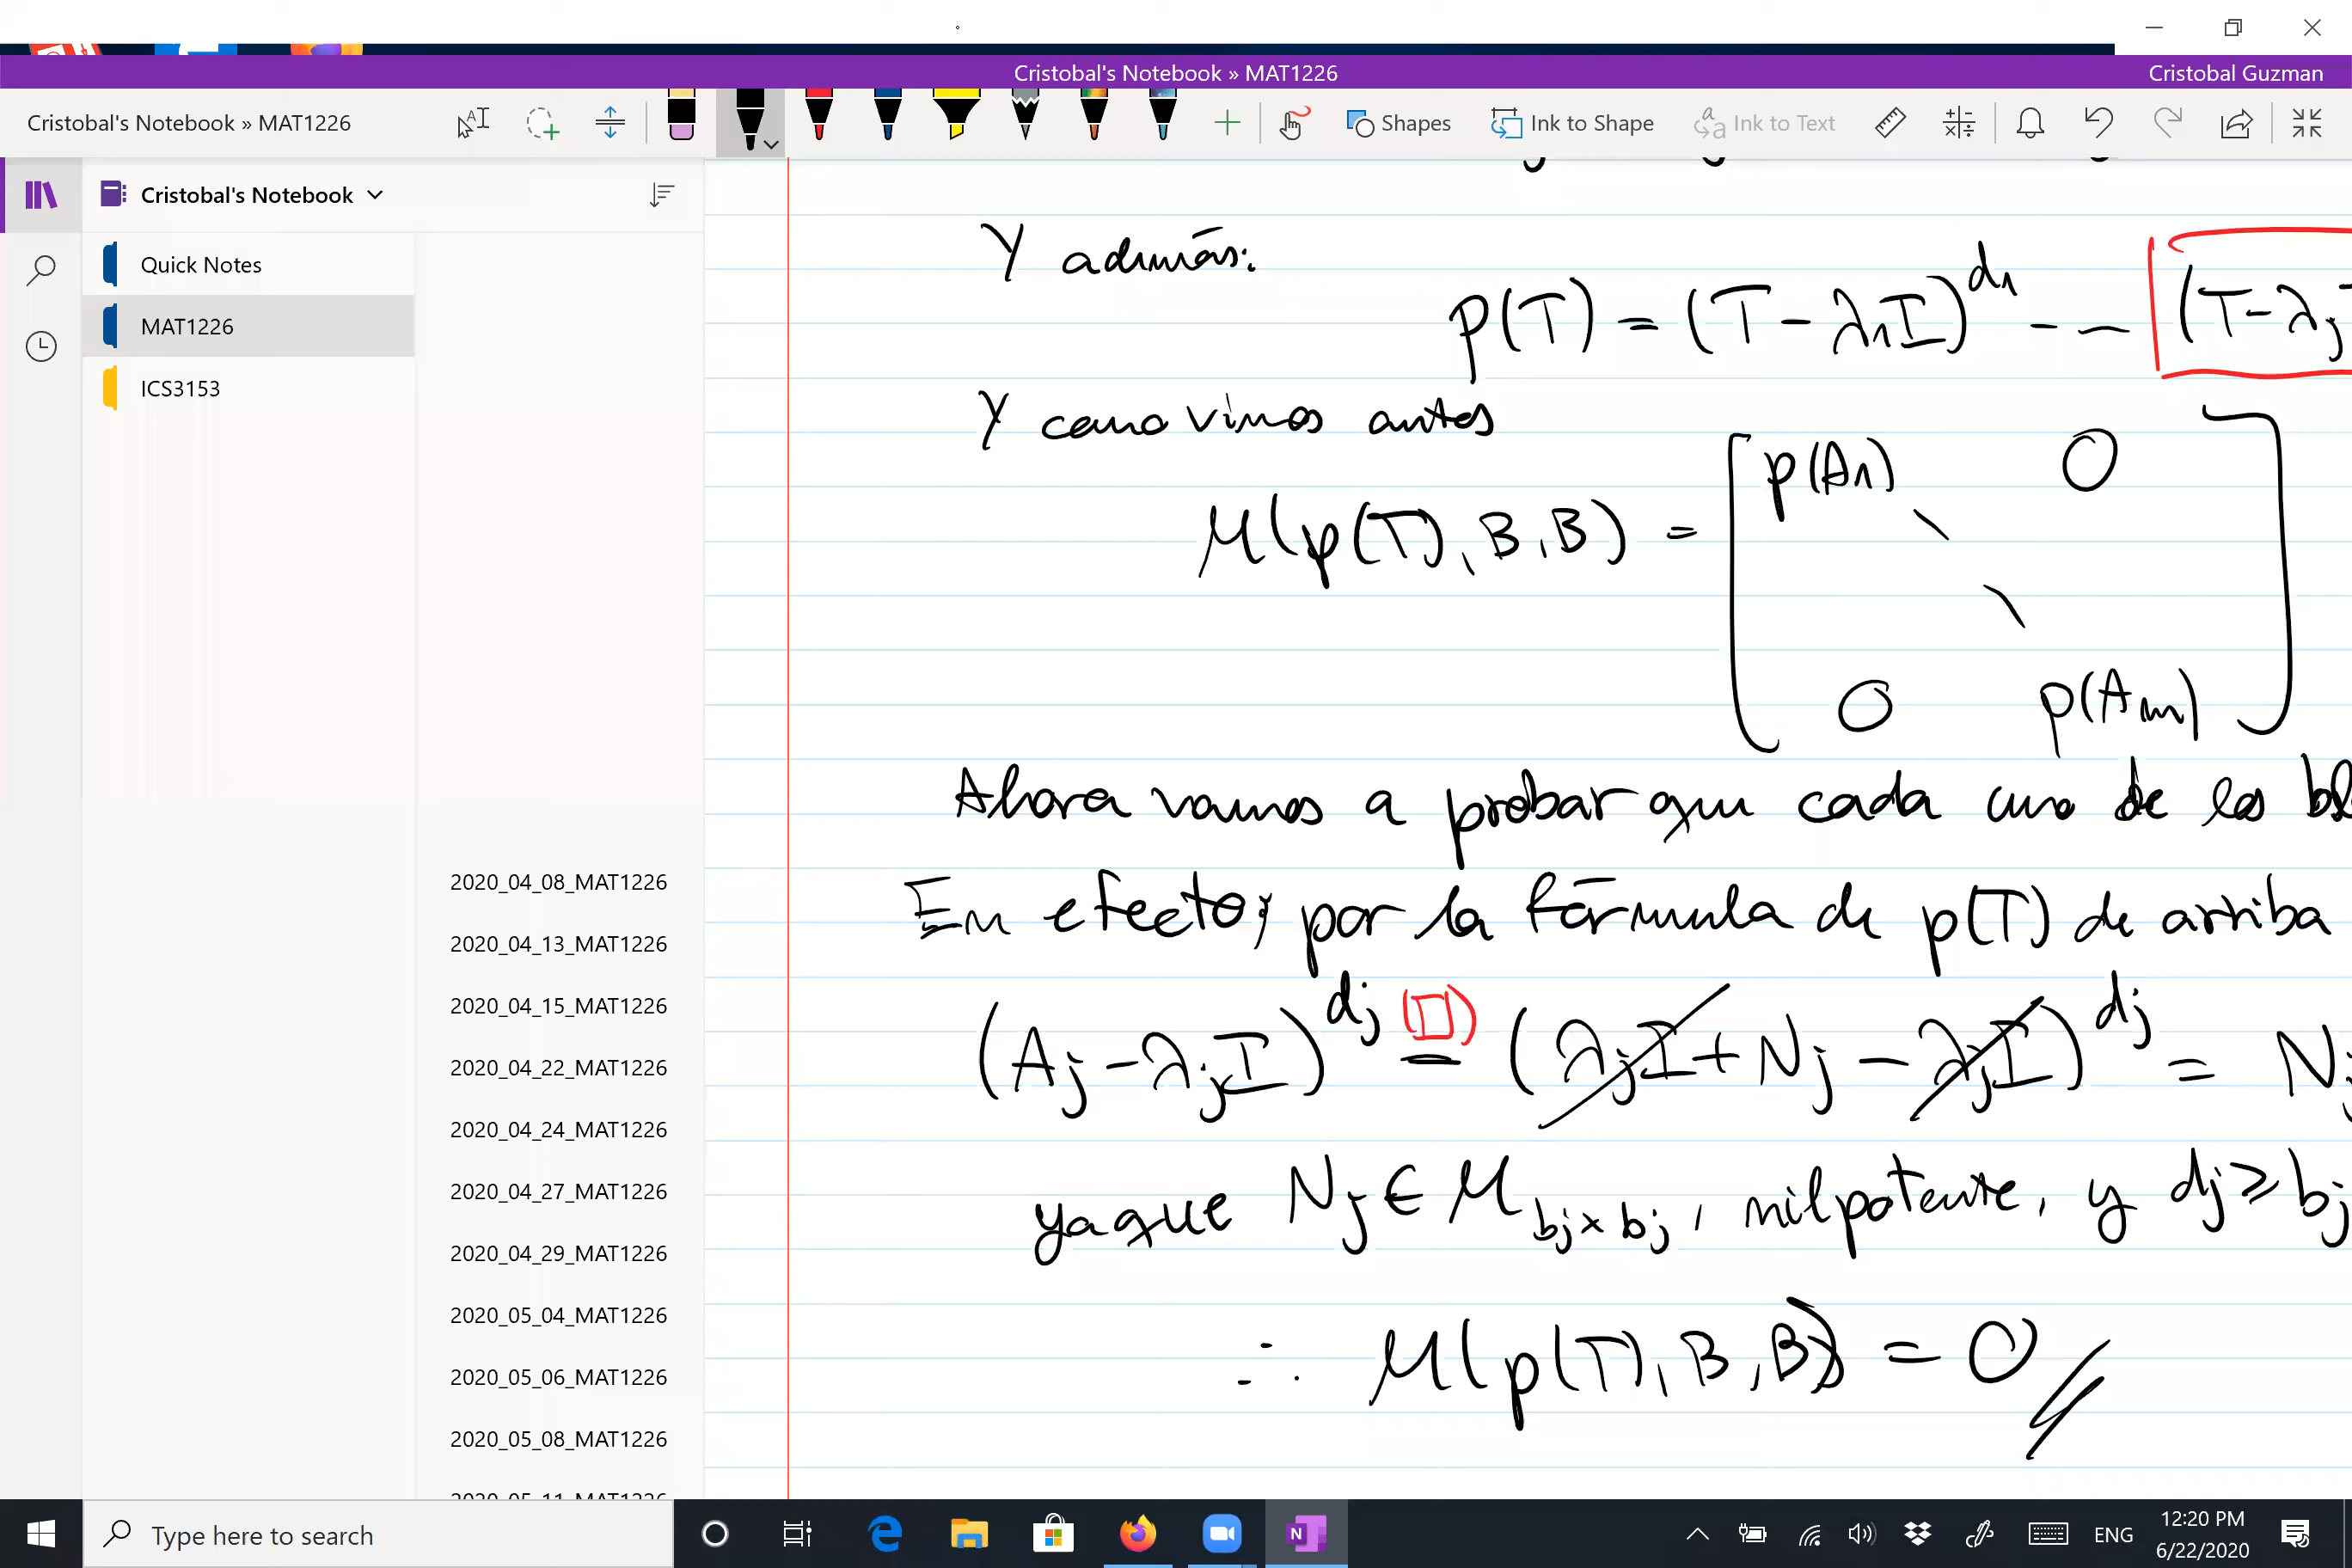 Cristobal's Notebook » MAT1226
Cristobal Guzman
Cristobal's Notebook » MAT1226
Shapes
Ink to Shape
Ink to Text
Cristobal's Notebook
Quick Notes
MAT1226
ICS3153
2020_04_08_MAT1226
2020_04_13_MAT1226
2020_04_15_MAT1226
2020_04_22_MAT1226
2020_04_24_MAT1226
2020_04_27_MAT1226
2020_04_29_MAT1226
2020_05_04_MAT1226
2020_05_06_MAT1226
2020_05_08_MAT1226
2020_05_11_MAT1226
Y además:
p(T) = (T - λ₁I)^d₁ - - (T - λj
Y como vimos antes
p(A₁) 0
M(p(T), B, B) =
0 p(Am)
Ahora vamos a probar que cada uno de los bl
En efecto, por la fórmula de p(T) de arriba
(Aj - λjI)^dj (□) = (λjI + Nj - λjI)^dj = Nj
ya que Nj ∈ M bj×bj, nilpotente, y dj ≥ bj
∴ M(p(T), B, B) = 0
Type here to search
ENG
12:20 PM
6/22/2020